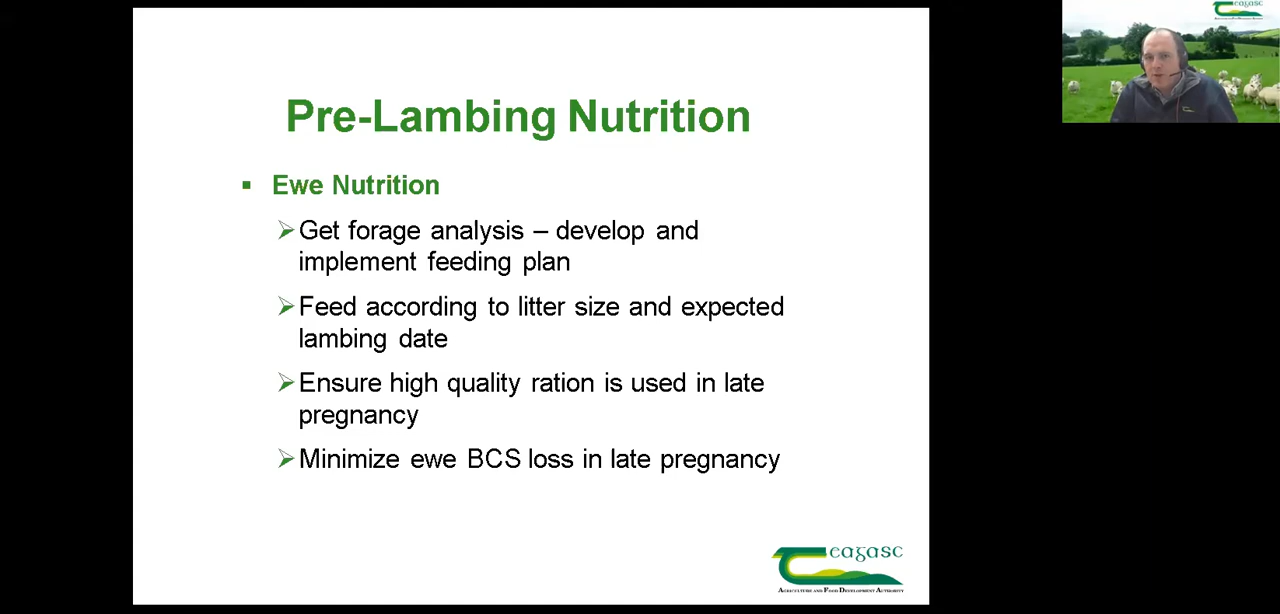 Pre-Lambing Nutrition
Ewe Nutrition
Get forage analysis – develop and
implement feeding plan
Feed according to litter size and expected
lambing date
Ensure high quality ration is used in late
pregnancy
Minimize ewe BCS loss in late pregnancy
Teagasc
AGRICULTURE AND FOOD DEVELOPMENT AUTHORITY
Teagasc